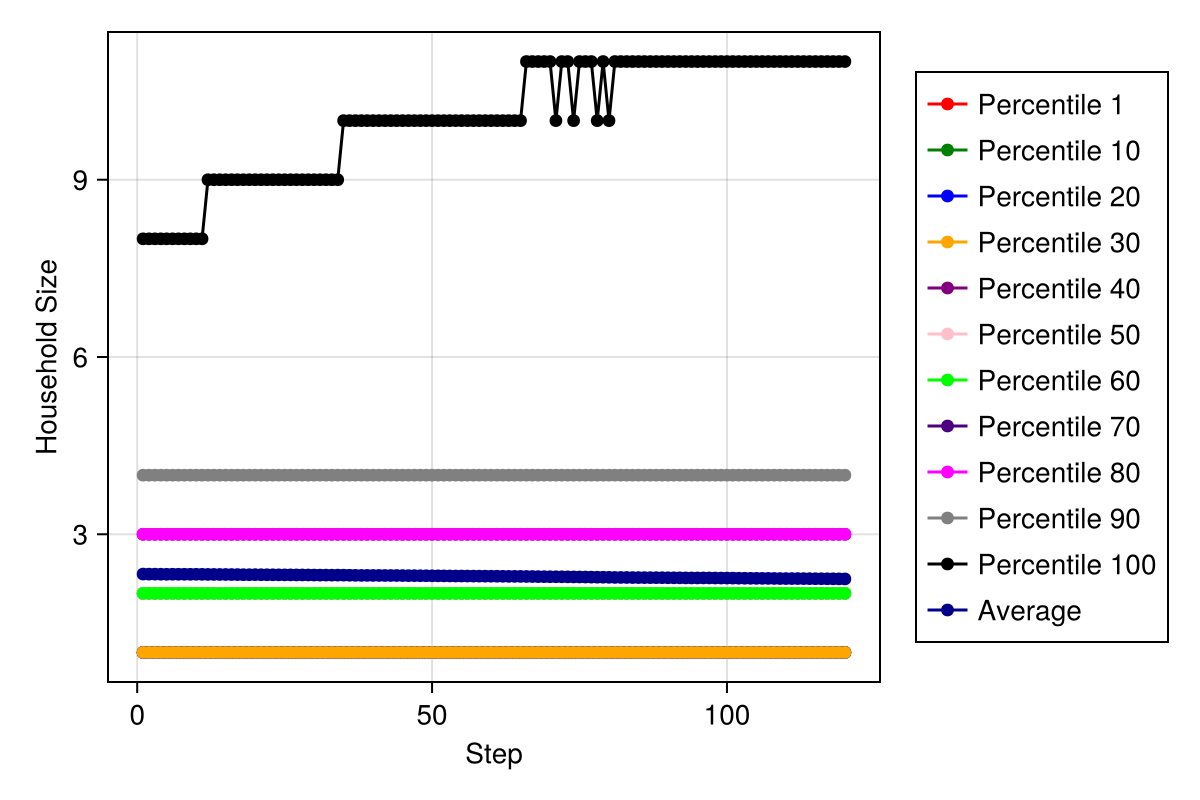 9
6
3
Household Size
0
50
100
Step
Percentile 1
Percentile 10
Percentile 20
Percentile 30
Percentile 40
Percentile 50
Percentile 60
Percentile 70
Percentile 80
Percentile 90
Percentile 100
Average